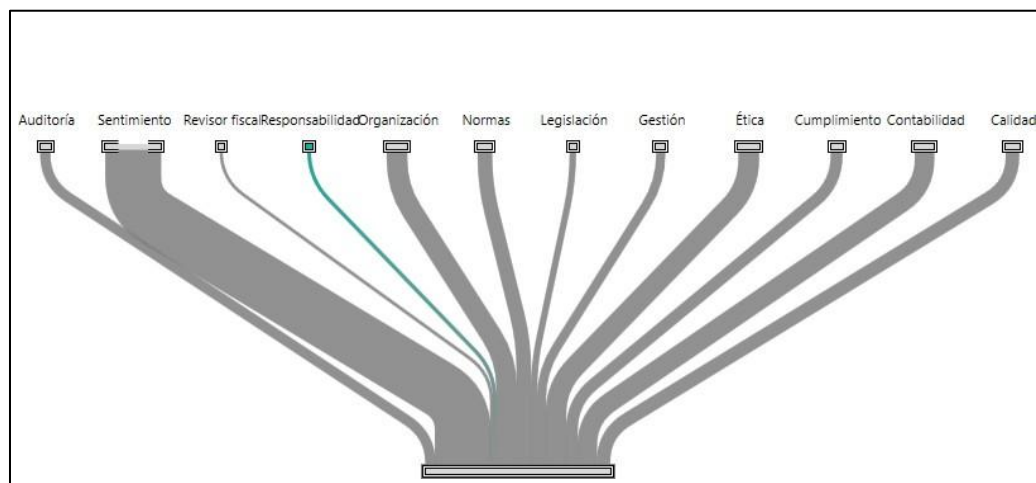 Auditoría Sentimiento Revisor fiscal Responsabilidad Organización Normas Legislación Gestión Ética Cumplimiento Contabilidad Calidad